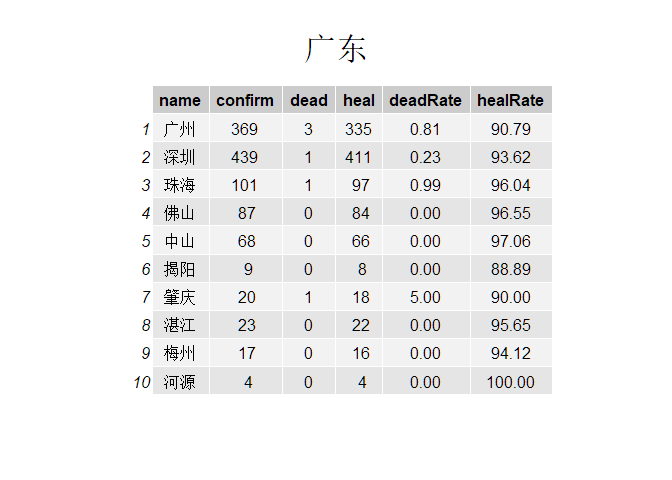 广东
name confirm dead heal deadRate healRate
1 广州 369 3 335 0.81 90.79
2 深圳 439 1 411 0.23 93.62
3 珠海 101 1 97 0.99 96.04
4 佛山 87 0 84 0.00 96.55
5 中山 68 0 66 0.00 97.06
6 揭阳 9 0 8 0.00 88.89
7 肇庆 20 1 18 5.00 90.00
8 湛江 23 0 22 0.00 95.65
9 梅州 17 0 16 0.00 94.12
10 河源 4 0 4 0.00 100.00